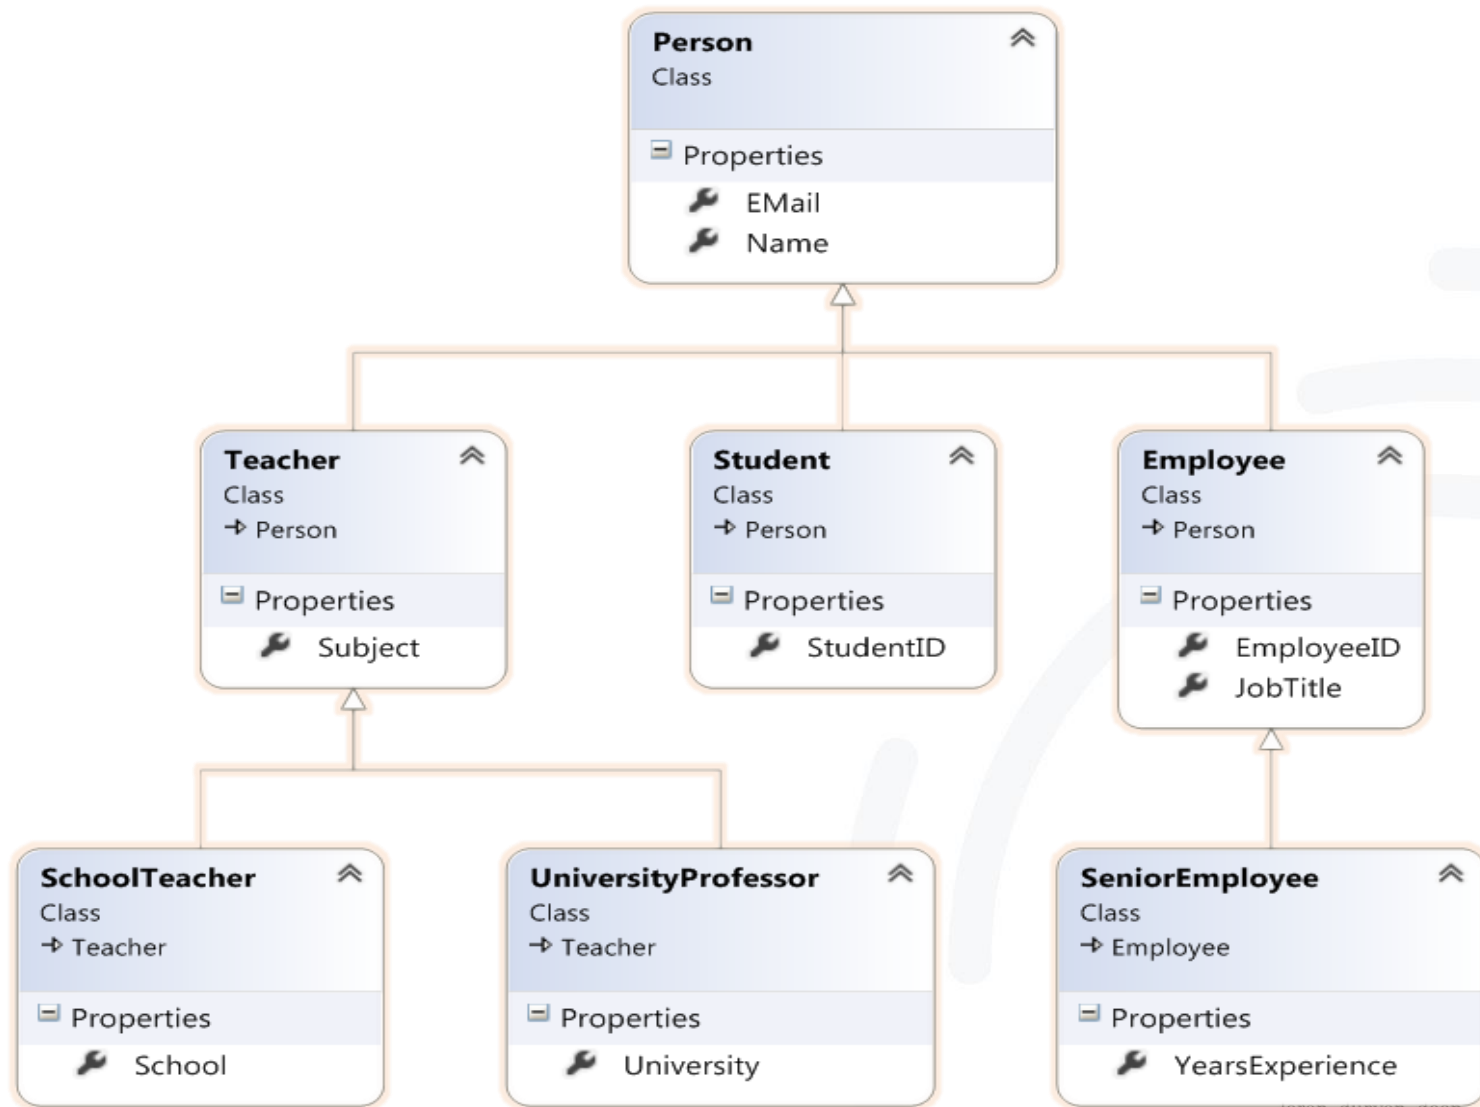 Person
Class
Properties
EMail
Name
Teacher
Class
Person
Properties
Subject
Student
Class
Person
Properties
StudentID
Employee
Class
Person
Properties
EmployeeID
JobTitle
SchoolTeacher
Class
Teacher
Properties
School
UniversityProfessor
Class
Teacher
Properties
University
SeniorEmployee
Class
Employee
Properties
YearsExperience